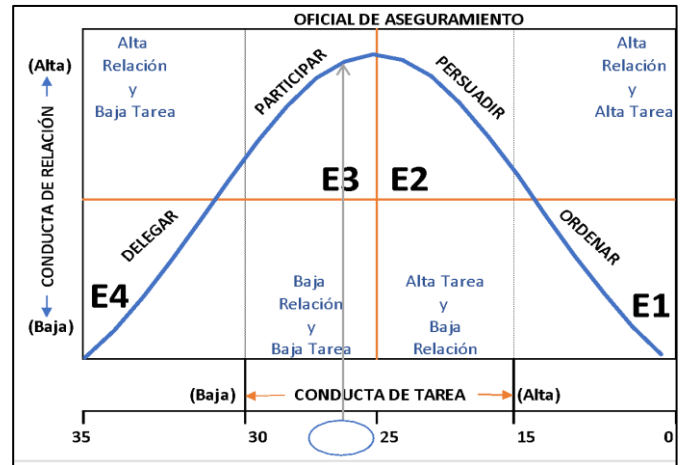 OFICIAL DE ASEGURAMIENTO
Alta
Relación
y
Baja Tarea
PARTICIPAR
PERSUADIR
Alta
Relación
y
Alta Tarea
(Alta)
CONDUCTA DE RELACIÓN
(Baja)
E3
E2
DELEGAR
ORDENAR
E4
E1
Baja
Relación
y
Baja Tarea
Alta Tarea
y
Baja
Relación
(Baja)
CONDUCTA DE TAREA
(Alta)
35
30
25
15
0